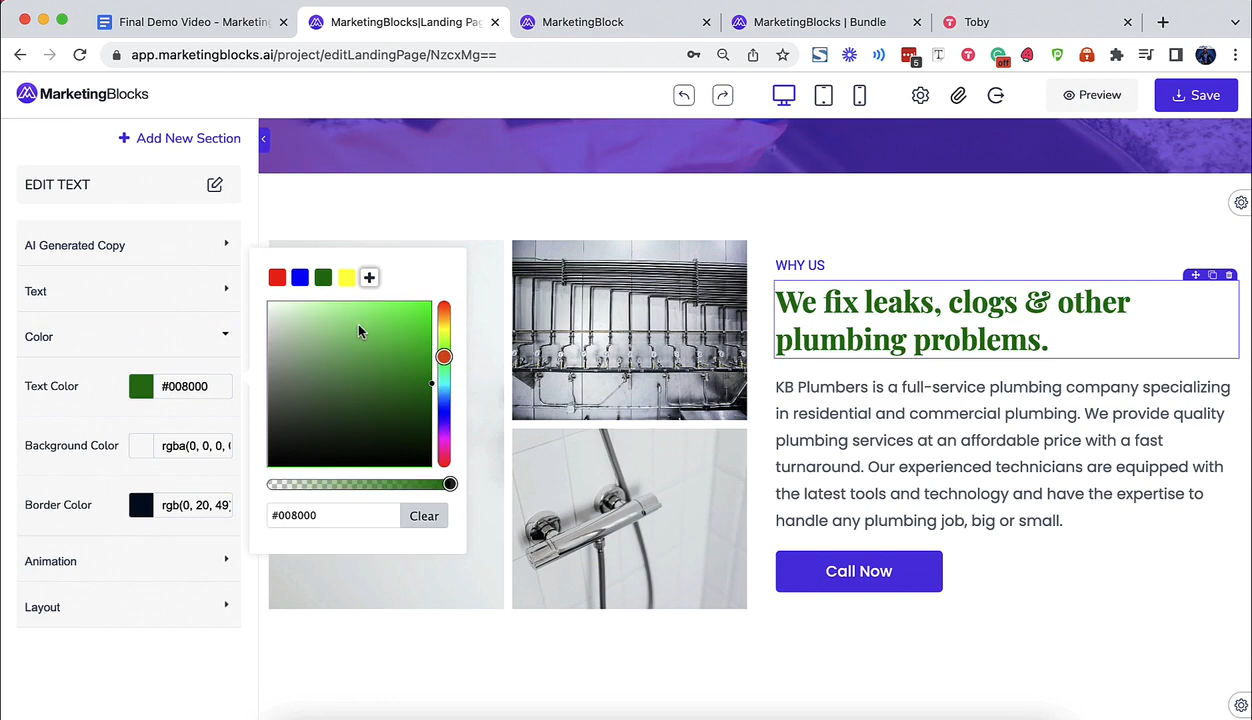 Final Demo Video - Marketin
MarketingBlocks|Landing Pag
MarketingBlock
MarketingBlocks | Bundle
Toby
app.marketingblocks.ai/project/editLandingPage/NzcxMg==
5
T
off
MarketingBlocks
Preview
Save
+ Add New Section
EDIT TEXT
AI Generated Copy
Text
Color
Text Color
#008000
Background Color
rgba(0, 0, 0, 
Border Color
rgb(0, 20, 49)
Animation
Layout
#008000
Clear
WHY US
We fix leaks, clogs & other
plumbing problems.
KB Plumbers is a full-service plumbing company specializing
in residential and commercial plumbing. We provide quality
plumbing services at an affordable price with a fast
turnaround. Our experienced technicians are equipped with
the latest tools and technology and have the expertise to
handle any plumbing job, big or small.
Call Now